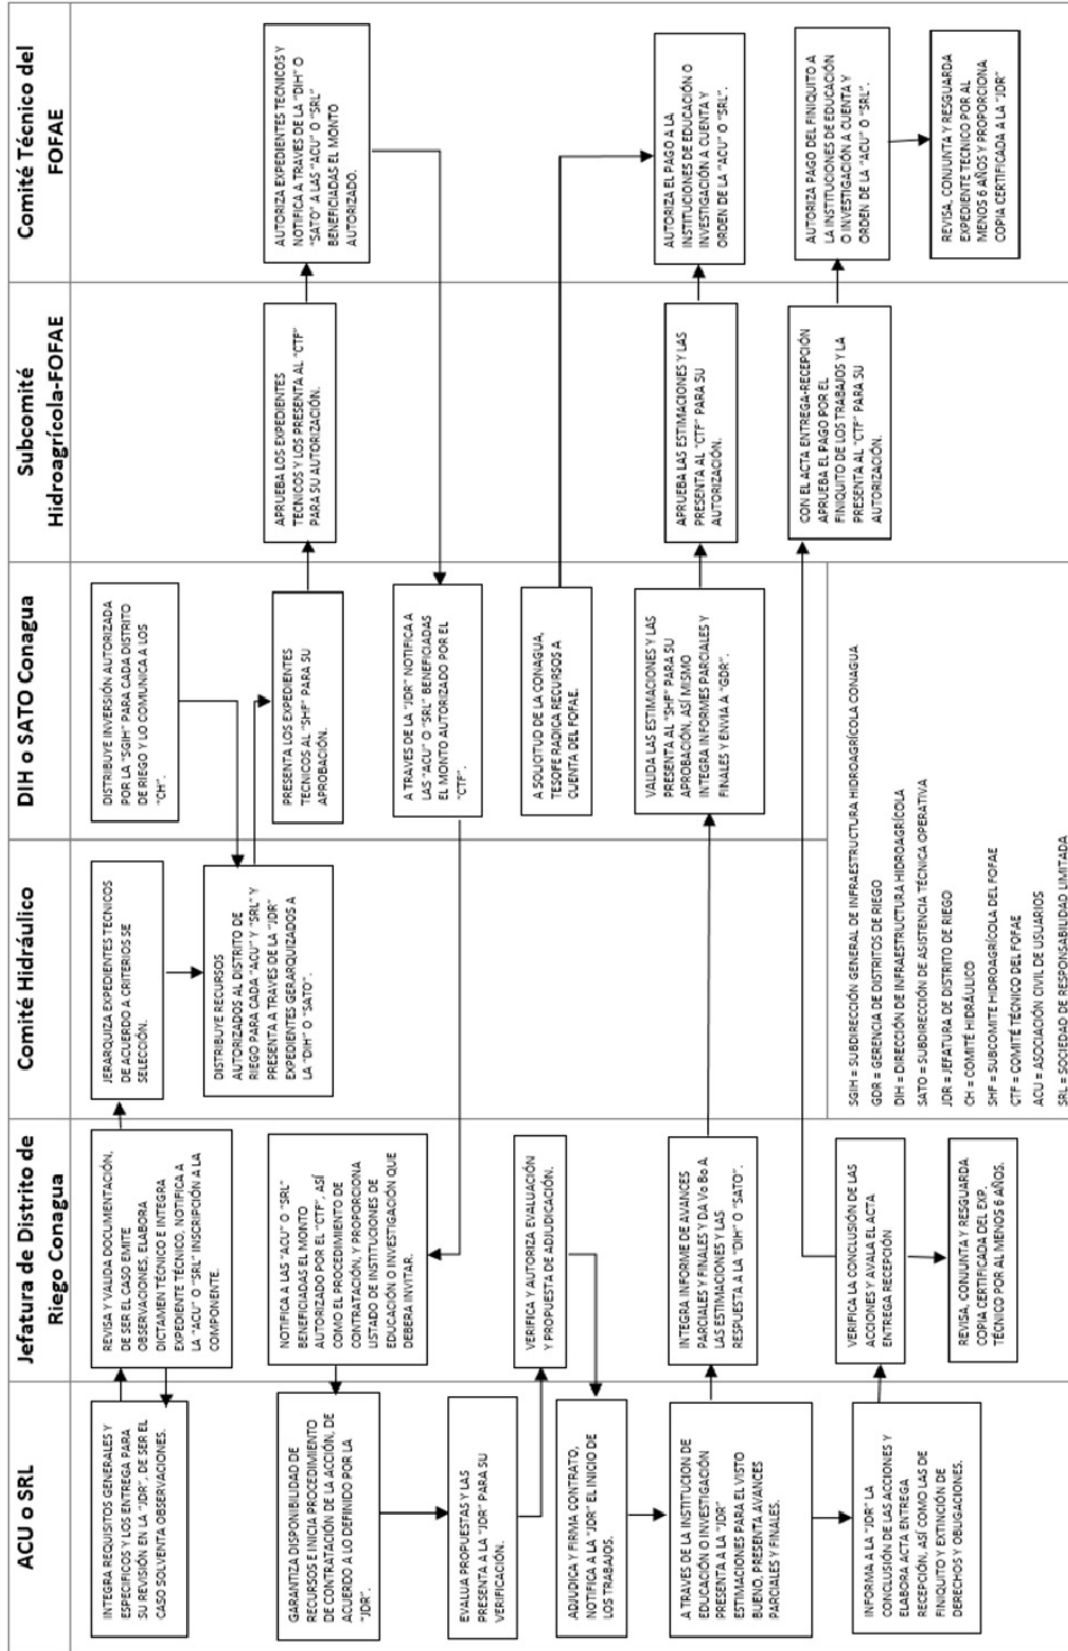 ACU o SRL
INTEGRA REQUISITOS GENERALES Y
ESPECIFICOS Y LOS ENTREGA PARA
SU REVISIÓN EN LA "JDR". DE SER EL
CASO SOLVENTA OBSERVACIONES.
GARANTIZA DISPONIBILIDAD DE
RECURSOS E INICIA PROCEDIMIENTO
DE CONTRATACIÓN DE LA ACCIÓN, DE
ACUERDO A LO DEFINIDO POR LA
"JDR".
EVALUA PROPUESTAS Y LAS
PRESENTA A LA "JDR" PARA SU
VERIFICACIÓN.
ADJUDICA Y FIRMA CONTRATO,
NOTIFICA A LA "JDR" EL INICIO DE
LOS TRABAJOS.
A TRAVES DE LA INSTITUCION DE
EDUCACIÓN O INVESTIGACIÓN
PRESENTA A LA "JDR"
ESTIMACIONES PARA EL VISTO
BUENO, PRESENTA AVANCES
PARCIALES Y FINALES.
INFORMA A LA "JDR" LA
CONCLUSIÓN DE LAS ACCIONES Y
ELABORA ACTA ENTREGA
RECEPCIÓN, ASÍ COMO LAS DE
FINIQUITO Y EXTINCIÓN DE
DERECHOS Y OBLIGACIONES.
Jefatura de Distrito de
Riego Conagua
REVISA Y VALIDA DOCUMENTACIÓN,
DE SER EL CASO EMITE
OBSERVACIONES, ELABORA
DICTAMEN TÉCNICO E INTEGRA
EXPEDIENTE TÉCNICO, NOTIFICA A
LA "ACU" O "SRL" INSCRIPCIÓN A LA
COMPONENTE.
NOTIFICA A LAS "ACU" O "SRL"
BENEFICIADAS EL MONTO
AUTORIZADO POR EL "CTF", ASÍ
COMO EL PROCEDIMIENTO DE
CONTRATACIÓN, Y PROPORCIONA
LISTADO DE INSTITUCIONES DE
EDUCACIÓN O INVESTIGACIÓN QUE
DEBERA INVITAR.
VERIFICA Y AUTORIZA EVALUACIÓN
Y PROPUESTA DE ADJUDICACIÓN.
INTEGRA INFORME DE AVANCES
PARCIALES Y FINALES Y DA Vo Bo A
LAS ESTIMACIONES Y LAS
RESPUESTA A LA "DIH" O "SATO".
VERIFICA LA CONCLUSIÓN DE LAS
ACCIONES Y AVALA EL ACTA
ENTREGA RECEPCIÓN
REVISA, CONJUNTA Y RESGUARDA
COPIA CERTIFICADA DEL EXP.
TÉCNICO POR AL MENOS 6 AÑOS.
Comité Hidráulico
JERARQUIZA EXPEDIENTES TECNICOS
DE ACUERDO A CRITERIOS SE
SELECCIÓN.
DISTRIBUYE RECURSOS
AUTORIZADOS AL DISTRITO DE
RIEGO PARA CADA "ACU" Y "SRL" Y
PRESENTA A TRAVES DE LA "JDR"
EXPEDIENTES GERARQUIZADOS A
LA "DIH" O "SATO".
DIH o SATO Conagua
DISTRIBUYE INVERSIÓN AUTORIZADA
POR LA "SGIH" PARA CADA DISTRITO
DE RIEGO Y LO COMUNICA A LOS
"CH".
PRESENTA LOS EXPEDIENTES
TECNICOS AL "SHF" PARA SU
APROBACIÓN.
A TRAVES DE LA "JDR" NOTIFICA A
LAS "ACU" O "SRL" BENEFICIADAS
EL MONTO AUTORIZADO POR EL
"CTF".
A SOLICITUD DE LA CONAGUA,
TESOFE RADICA RECURSOS A
CUENTA DEL FOFAE.
VALIDA LAS ESTIMACIONES Y LAS
PRESENTA AL "SHF" PARA SU
APROBACIÓN, ASÍ MISMO
INTEGRA INFORMES PARCIALES Y
FINALES Y ENVIA A "GDR".
Subcomité
Hidroagrícola-FOFAE
APRUEBA LOS EXPEDIENTES
TECNICOS Y LOS PRESENTA AL "CTF"
PARA SU AUTORIZACIÓN.
APRUEBA LAS ESTIMACIONES Y LAS
PRESENTA AL "CTF" PARA SU
AUTORIZACIÓN.
CON EL ACTA ENTREGA-RECEPCIÓN
APRUEBA EL PAGO POR EL
FINIQUITO DE LOS TRABAJOS Y LA
PRESENTA AL "CTF" PARA SU
AUTORIZACIÓN.
Comité Técnico del
FOFAE
AUTORIZA EXPEDIENTES TECNICOS Y
NOTIFICA A TRAVES DE LA "DIH" O
"SATO" A LAS "ACU" O "SRL"
BENEFICIADAS EL MONTO
AUTORIZADO.
AUTORIZA EL PAGO A LA
INSTITUCIONES DE EDUCACIÓN O
INVESTIGACIÓN A CUENTA Y
ORDEN DE LA "ACU" O "SRL".
AUTORIZA PAGO DEL FINIQUITO A
LA INSTITUCIONES DE EDUCACIÓN
O INVESTIGACIÓN A CUENTA Y
ORDEN DE LA "ACU" O "SRL".
REVISA, CONJUNTA Y RESGUARDA
EXPEDIENTE TECNICO POR AL
MENOS 6 AÑOS Y PROPORCIONA
COPIA CERTIFICADA A LA "JDR"
SGIH = SUBDIRECCIÓN GENERAL DE INFRAESTRUCTURA HIDROAGRÍCOLA CONAGUA
GDR = GERENCIA DE DISTRITOS DE RIEGO
DIH = DIRECCIÓN DE INFRAESTRUCTURA HIDROAGRÍCOLA
SATO = SUBDIRECCIÓN DE ASISTENCIA TÉCNICA OPERATIVA
JDR = JEFATURA DE DISTRITO DE RIEGO
CH = COMITÉ HIDRÁULICO
SHF = SUBCOMITE HIDROAGRÍCOLA DEL FOFAE
CTF = COMITÉ TÉCNICO DEL FOFAE
ACU = ASOCIACIÓN CIVIL DE USUARIOS
SRL = SOCIEDAD DE RESPONSABILIDAD LIMITADA